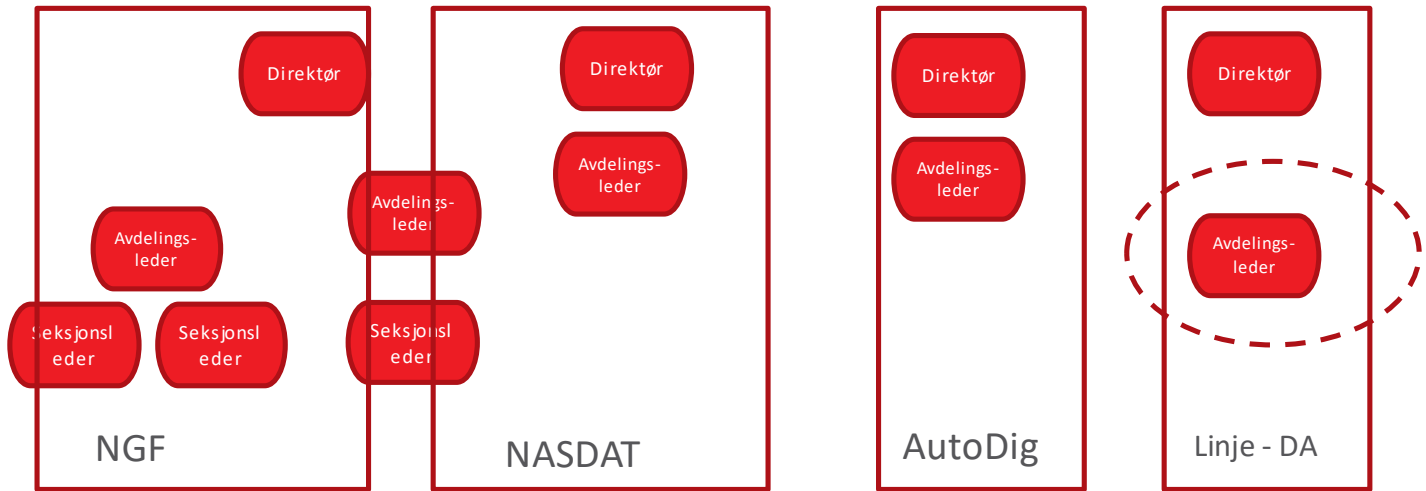 Direktør
Avdelings-
leder
Seksjonsl
eder
Seksjonsl
eder
NGF
Avdelings-
leder
Seksjonsl
eder
Direktør
Avdelings-
leder
NASDAT
Direktør
Avdelings-
leder
AutoDig
Direktør
Avdelings-
leder
Linje - DA